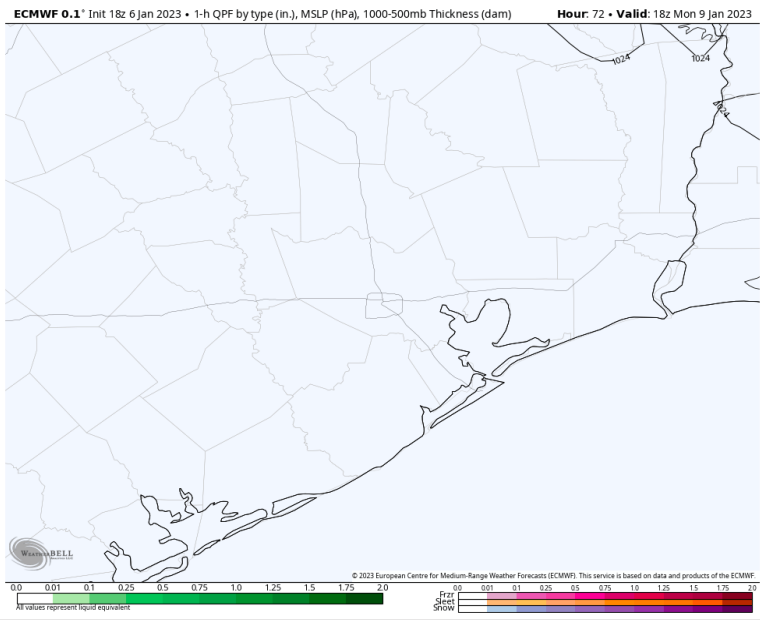 ECMWF 0.1° Init 18z 6 Jan 2023 • 1-h QPF by type (in.), MSLP (hPa), 1000-500mb Thickness (dam) Hour: 72 • Valid: 18z Mon 9 Jan 2023
1024
1024
1024
WEATHERBELL
© 2023 European Centre for Medium-Range Weather Forecasts (ECMWF). This service is based on data and products of the ECMWF.
0.0 0.01 0.1 0.25 0.5 0.75 1.0 1.25 1.5 1.75 2.0
All values represent liquid equivalent
0.0 0.01 0.1 0.25 0.5 0.75 1.0 1.25 1.5 1.75 2.0
Frzr
Sleet
Snow